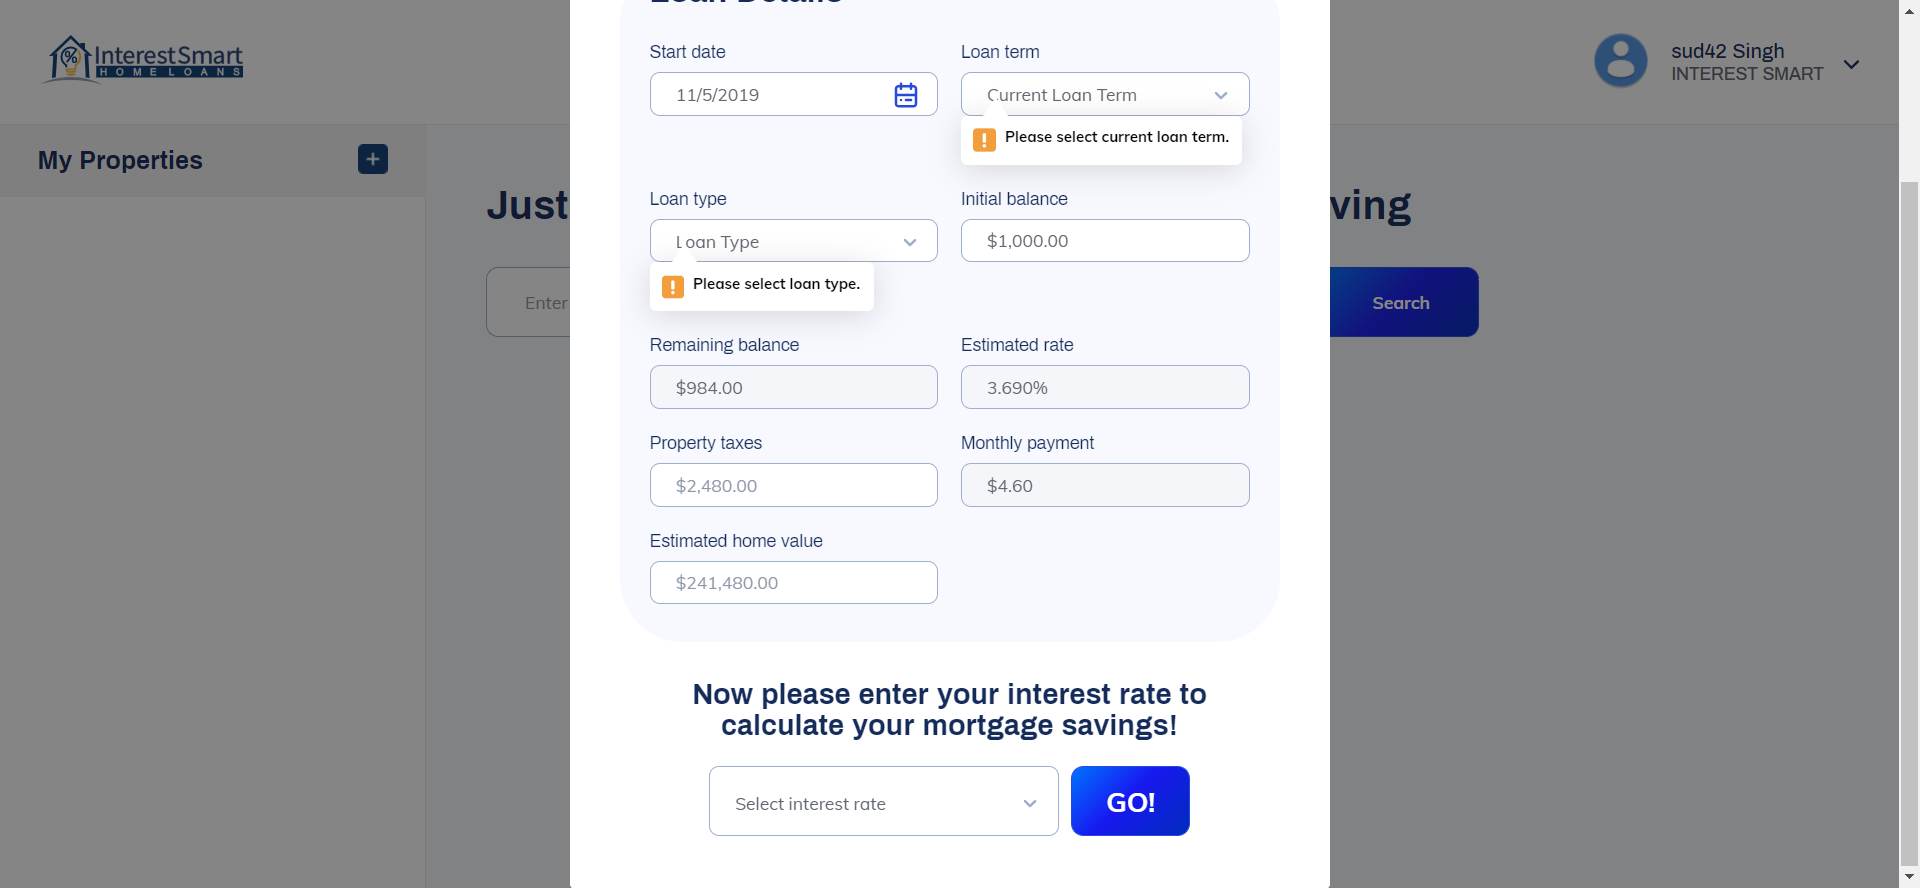 Loan Details
InterestSmart
HOME LOANS
sud42 Singh
INTEREST SMART
My Properties
Just
ving
Enter
Search
Start date
Loan term
11/5/2019
Current Loan Term
Please select current loan term.
Loan type
Initial balance
Loan Type
$1,000.00
Please select loan type.
Remaining balance
Estimated rate
$984.00
3.690%
Property taxes
Monthly payment
$2,480.00
$4.60
Estimated home value
$241,480.00
Now please enter your interest rate to
calculate your mortgage savings!
Select interest rate
GO!